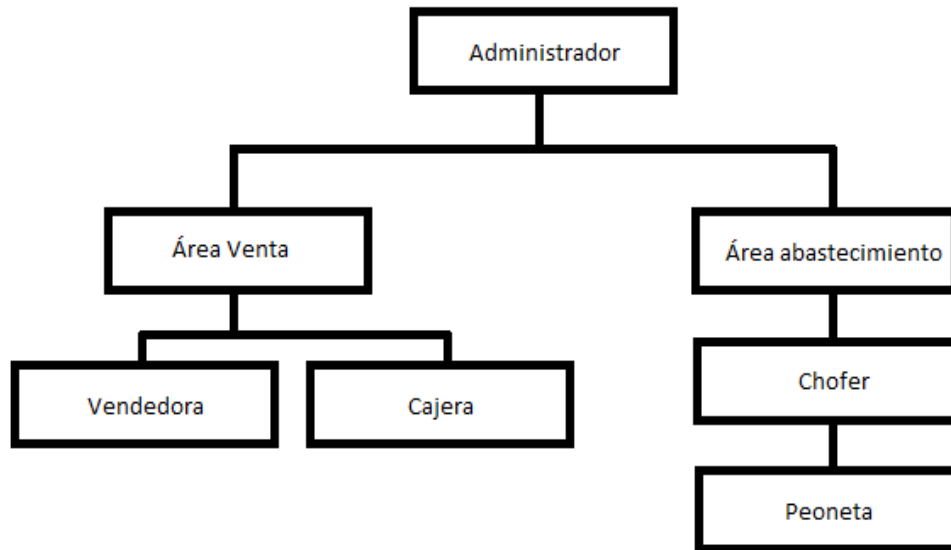 Administrador
Área Venta
Área abastecimiento
Vendedora
Cajera
Chofer
Peoneta